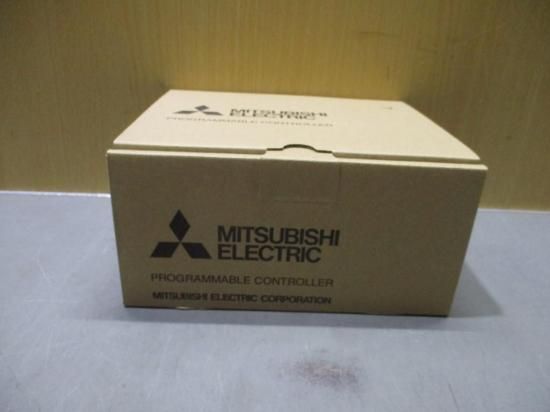 MITSUBISHI
ELECTRIC
PROGRAMMABLE CONTROLLER
MITSUBISHI
ELECTRIC
PROGRAMMABLE CONTROLLER
MITSUBISHI ELECTRIC CORPORATION